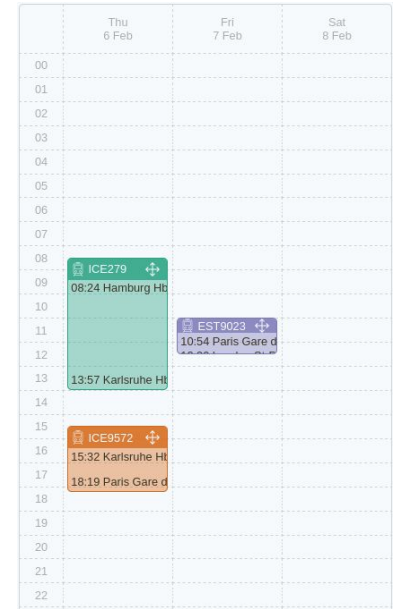 Thu
6 Feb
Fri
7 Feb
Sat
8 Feb
00
01
02
03
04
05
06
07
08
ICE279
08:24 Hamburg Hb
09
10
11
EST9023
10:54 Paris Gare d
12
13
13:57 Karlsruhe Hb
14
15
ICE9572
16
15:32 Karlsruhe Hb
17
18:19 Paris Gare d
18
19
20
21
22